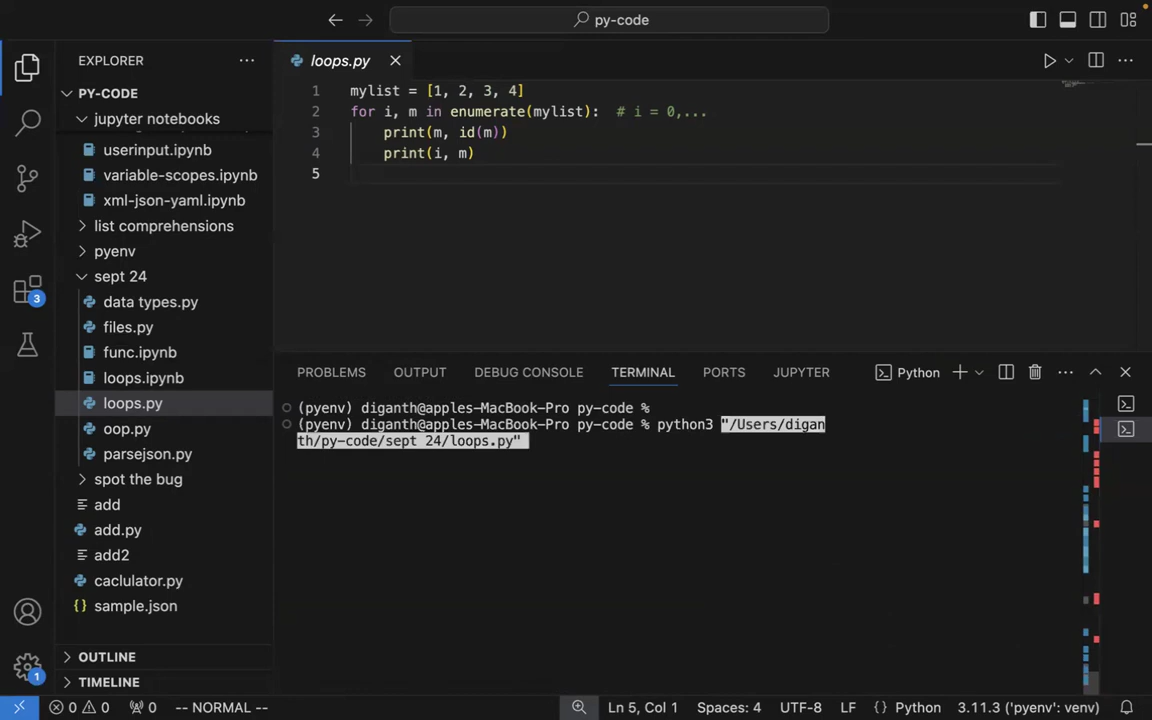 py-code
EXPLORER
PY-CODE
jupyter notebooks
userinput.ipynb
variable-scopes.ipynb
xml-json-yaml.ipynb
list comprehensions
pyenv
sept 24
data types.py
files.py
func.ipynb
loops.ipynb
loops.py
oop.py
parsejson.py
spot the bug
add
add.py
add2
caclulator.py
sample.json
OUTLINE
TIMELINE
3
1
loops.py
1 mylist = [1, 2, 3, 4]
2 for i, m in enumerate(mylist):  # i = 0,...
3     print(m, id(m))
4     print(i, m)
5
PROBLEMS OUTPUT DEBUG CONSOLE TERMINAL PORTS JUPYTER Python
(pyenv) diganth@apples-MacBook-Pro py-code %
(pyenv) diganth@apples-MacBook-Pro py-code % python3 "/Users/digan
th/py-code/sept 24/loops.py"
0 0 0 -- NORMAL -- Ln 5, Col 1 Spaces: 4 UTF-8 LF {} Python 3.11.3 ('pyenv': venv)